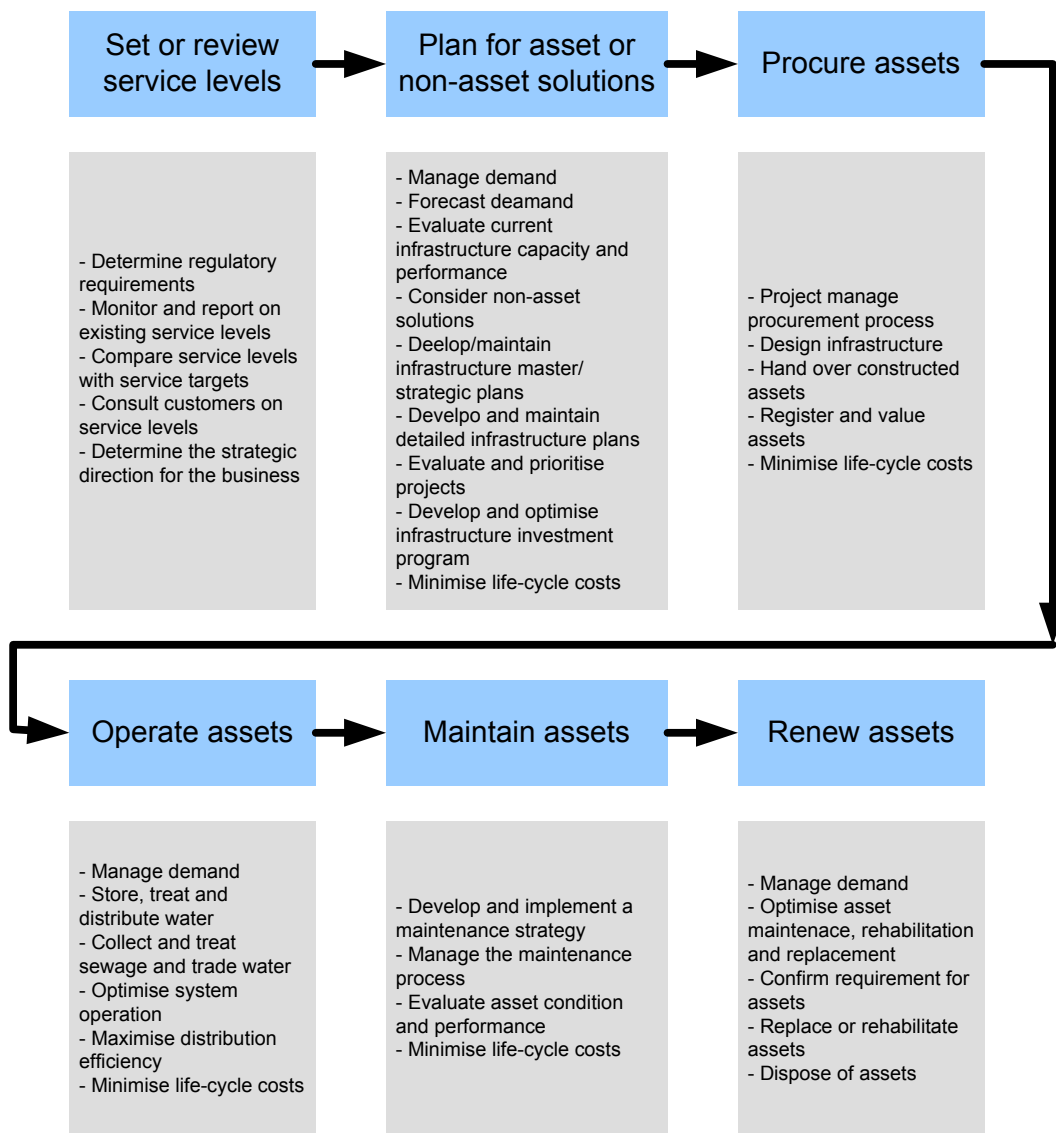 Set or review
service levels
Plan for asset or
non-asset solutions
Procure assets
- Determine regulatory
requirements
- Monitor and report on
existing service levels
- Compare service levels
with service targets
- Consult customers on
service levels
- Determine the strategic
direction for the business
- Manage demand
- Forecast deamand
- Evaluate current
infrastructure capacity and
performance
- Consider non-asset
solutions
- Deelop/maintain
infrastructure master/
strategic plans
- Develpo and maintain
detailed infrastructure plans
- Evaluate and prioritise
projects
- Develop and optimise
infrastructure investment
program
- Minimise life-cycle costs
- Project manage
procurement process
- Design infrastructure
- Hand over constructed
assets
- Register and value
assets
- Minimise life-cycle costs
Operate assets
Maintain assets
Renew assets
- Manage demand
- Store, treat and
distribute water
- Collect and treat
sewage and trade water
- Optimise system
operation
- Maximise distribution
efficiency
- Minimise life-cycle costs
- Develop and implement a
maintenance strategy
- Manage the maintenance
process
- Evaluate asset condition
and performance
- Minimise life-cycle costs
- Manage demand
- Optimise asset
maintenace, rehabilitation
and replacement
- Confirm requirement for
assets
- Replace or rehabilitate
assets
- Dispose of assets